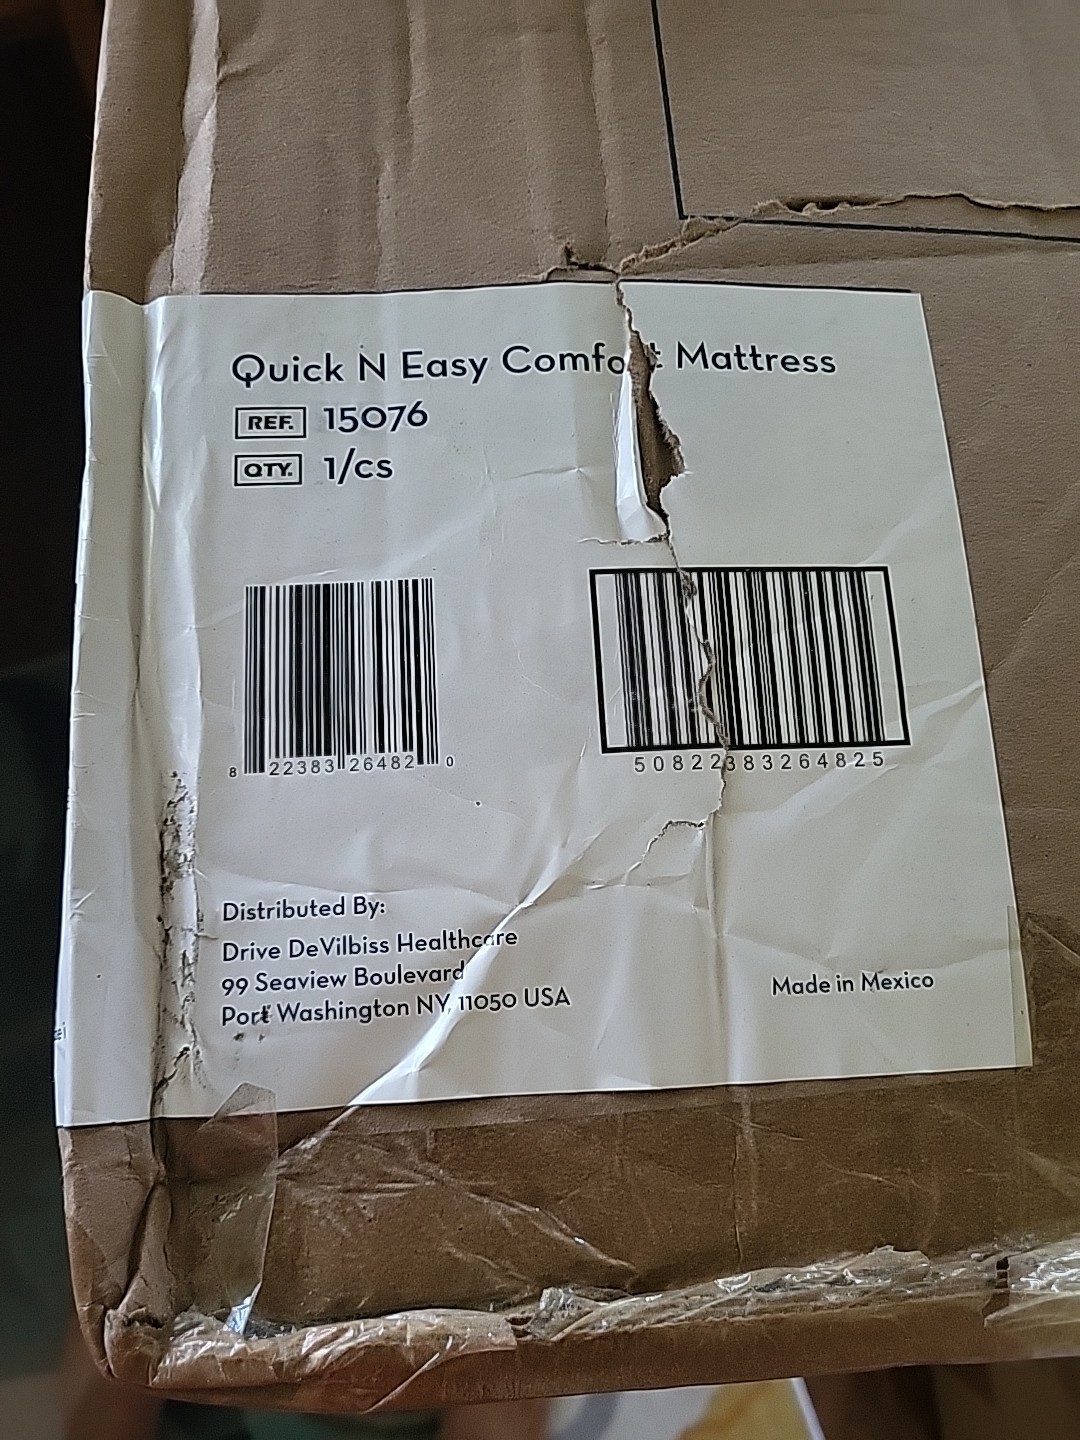 Quick N Easy Comfort Mattress
REF. 15076
QTY. 1/cs
8 22383 26482 0
50822383264825
Distributed By:
Drive DeVilbiss Healthcare
99 Seaview Boulevard
Port Washington NY, 11050 USA
Made in Mexico